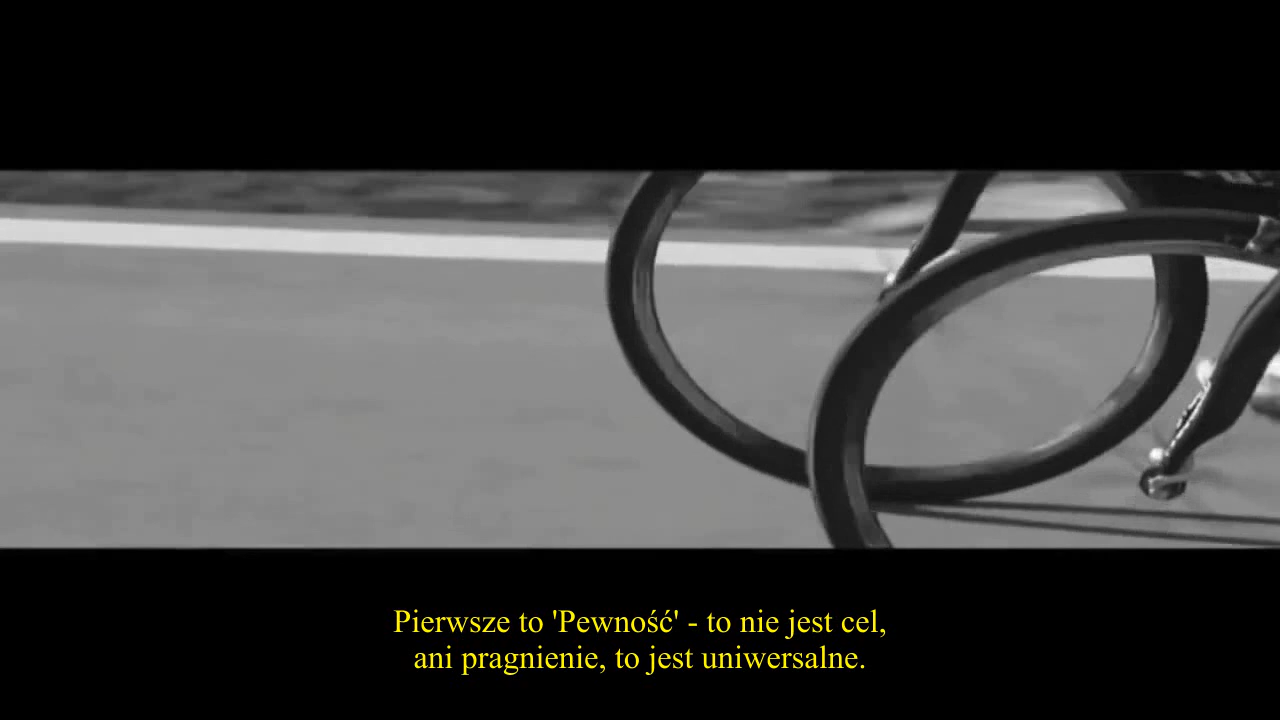 Pierwsze to 'Pewność' - to nie jest cel,
ani pragnienie, to jest uniwersalne.